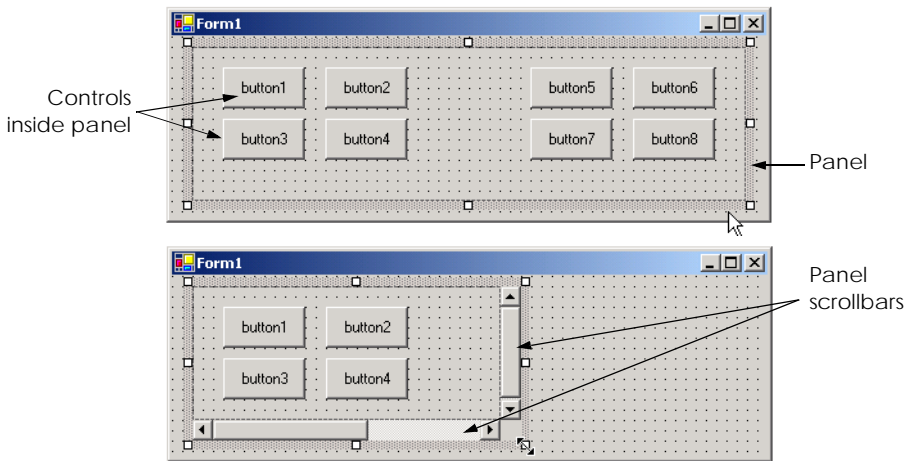 Form1
button1 button2 button5 button6
Controls
inside panel
button3 button4 button7 button8
Panel
Form1
Panel
scrollbars
button1 button2
button3 button4